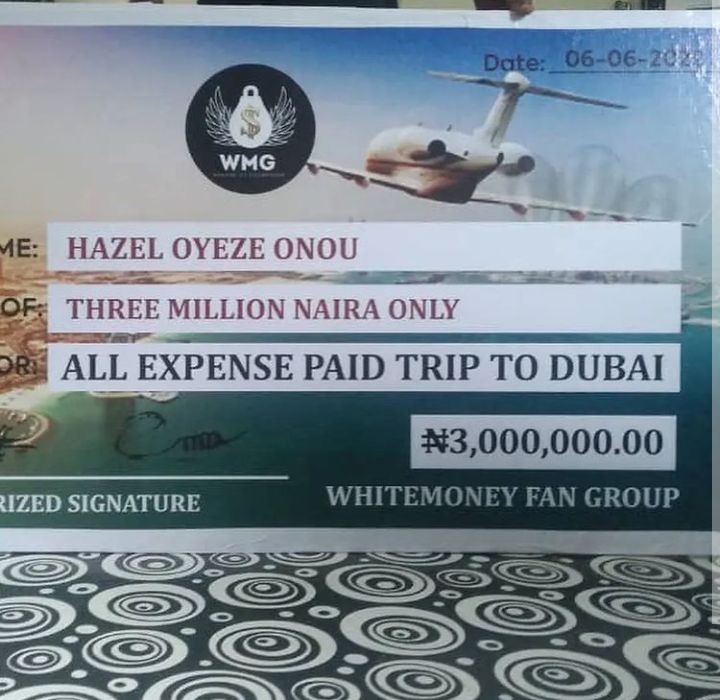 Date: 06-06-202
$
WMG
ME: HAZEL OYEZE ONOU
OF: THREE MILLION NAIRA ONLY
OR: ALL EXPENSE PAID TRIP TO DUBAI
₦3,000,000.00
RIZED SIGNATURE
WHITEMONEY FAN GROUP